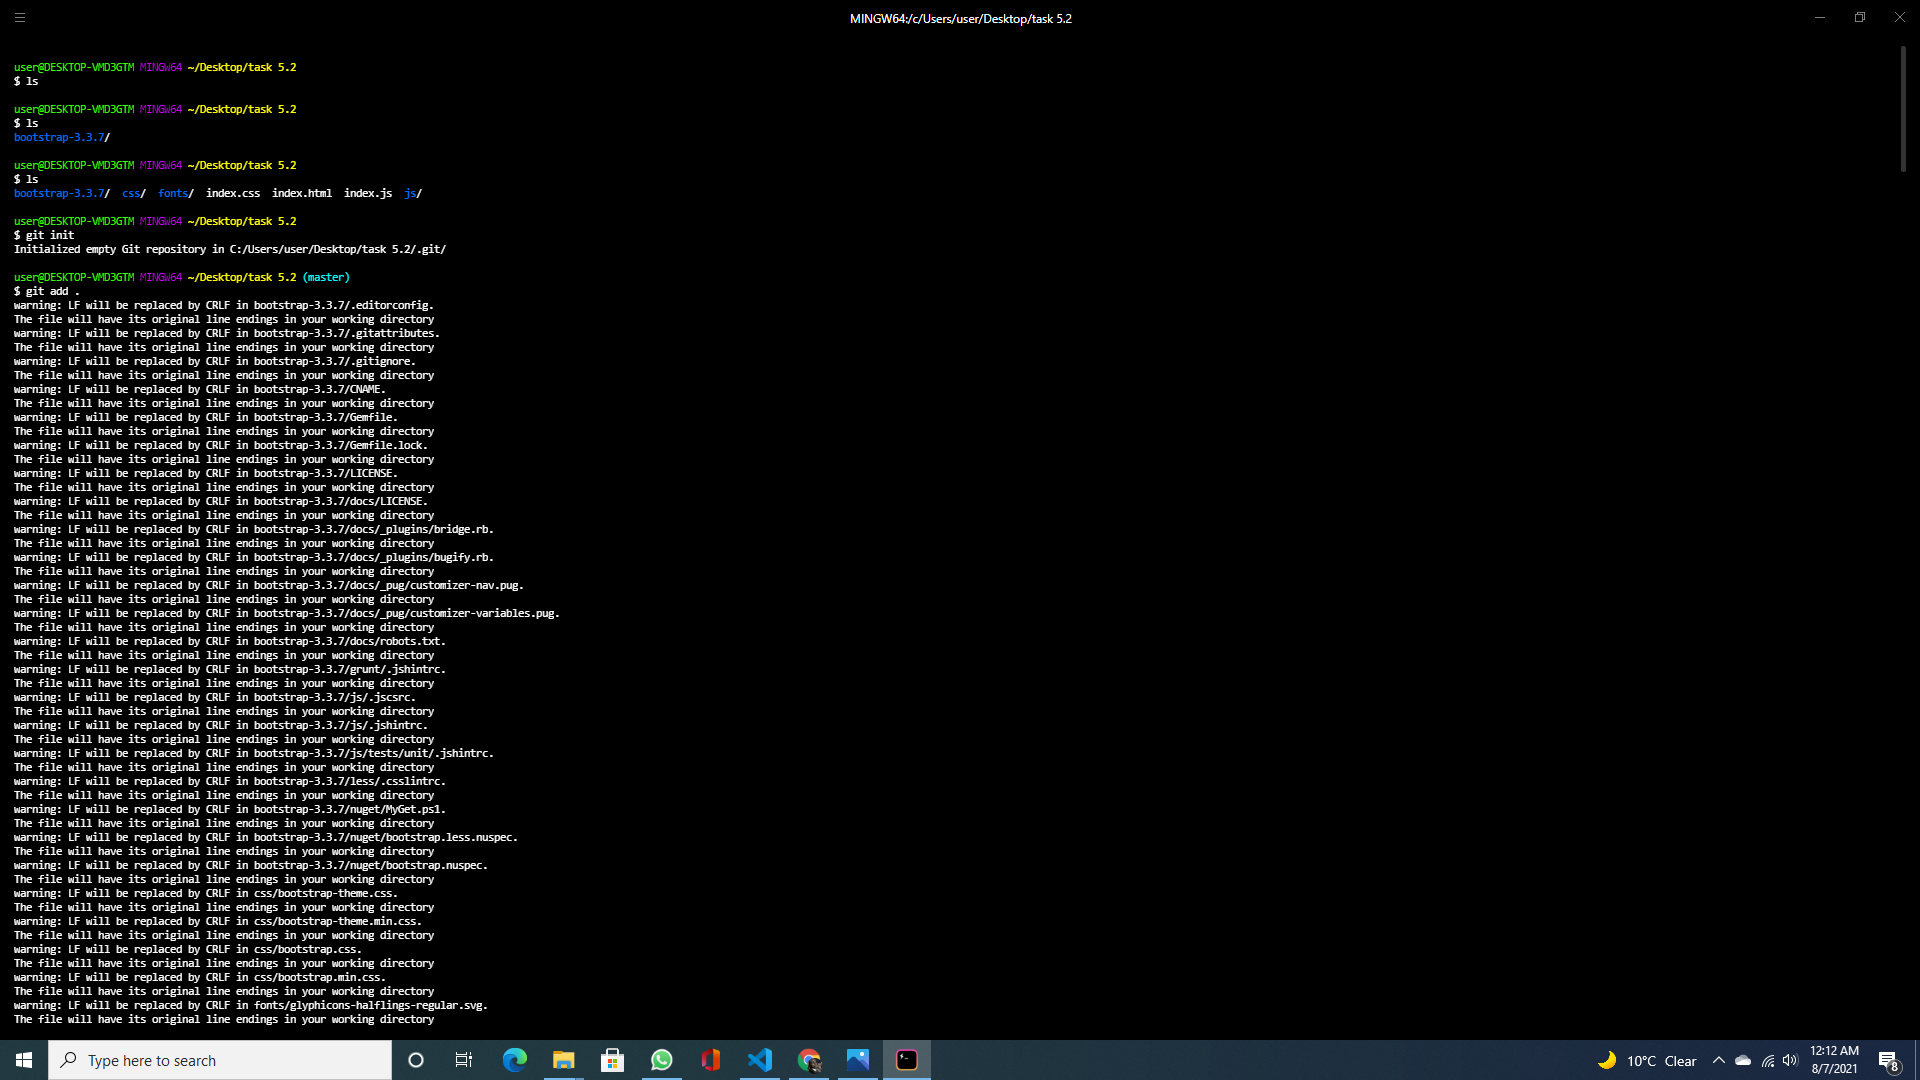 MINGW64:/c/Users/user/Desktop/task 5.2
user@DESKTOP-VMD3GTM MINGW64 ~/Desktop/task 5.2
$ ls
user@DESKTOP-VMD3GTM MINGW64 ~/Desktop/task 5.2
$ ls
bootstrap-3.3.7/
user@DESKTOP-VMD3GTM MINGW64 ~/Desktop/task 5.2
$ ls
bootstrap-3.3.7/ css/ fonts/ index.css index.html index.js js/
user@DESKTOP-VMD3GTM MINGW64 ~/Desktop/task 5.2
$ git init
Initialized empty Git repository in C:/Users/user/Desktop/task 5.2/.git/
user@DESKTOP-VMD3GTM MINGW64 ~/Desktop/task 5.2 (master)
$ git add .
warning: LF will be replaced by CRLF in bootstrap-3.3.7/.editorconfig.
The file will have its original line endings in your working directory
warning: LF will be replaced by CRLF in bootstrap-3.3.7/.gitattributes.
The file will have its original line endings in your working directory
warning: LF will be replaced by CRLF in bootstrap-3.3.7/.gitignore.
The file will have its original line endings in your working directory
warning: LF will be replaced by CRLF in bootstrap-3.3.7/CNAME.
The file will have its original line endings in your working directory
warning: LF will be replaced by CRLF in bootstrap-3.3.7/Gemfile.
The file will have its original line endings in your working directory
warning: LF will be replaced by CRLF in bootstrap-3.3.7/Gemfile.lock.
The file will have its original line endings in your working directory
warning: LF will be replaced by CRLF in bootstrap-3.3.7/LICENSE.
The file will have its original line endings in your working directory
warning: LF will be replaced by CRLF in bootstrap-3.3.7/docs/LICENSE.
The file will have its original line endings in your working directory
warning: LF will be replaced by CRLF in bootstrap-3.3.7/docs/_plugins/bridge.rb.
The file will have its original line endings in your working directory
warning: LF will be replaced by CRLF in bootstrap-3.3.7/docs/_plugins/bugify.rb.
The file will have its original line endings in your working directory
warning: LF will be replaced by CRLF in bootstrap-3.3.7/docs/_pug/customizer-nav.pug.
The file will have its original line endings in your working directory
warning: LF will be replaced by CRLF in bootstrap-3.3.7/docs/_pug/customizer-variables.pug.
The file will have its original line endings in your working directory
warning: LF will be replaced by CRLF in bootstrap-3.3.7/docs/robots.txt.
The file will have its original line endings in your working directory
warning: LF will be replaced by CRLF in bootstrap-3.3.7/grunt/.jshintrc.
The file will have its original line endings in your working directory
warning: LF will be replaced by CRLF in bootstrap-3.3.7/js/.jscsrc.
The file will have its original line endings in your working directory
warning: LF will be replaced by CRLF in bootstrap-3.3.7/js/.jshintrc.
The file will have its original line endings in your working directory
warning: LF will be replaced by CRLF in bootstrap-3.3.7/js/tests/unit/.jshintrc.
The file will have its original line endings in your working directory
warning: LF will be replaced by CRLF in bootstrap-3.3.7/less/.csslintrc.
The file will have its original line endings in your working directory
warning: LF will be replaced by CRLF in bootstrap-3.3.7/nuget/MyGet.ps1.
The file will have its original line endings in your working directory
warning: LF will be replaced by CRLF in bootstrap-3.3.7/nuget/bootstrap.less.nuspec.
The file will have its original line endings in your working directory
warning: LF will be replaced by CRLF in bootstrap-3.3.7/nuget/bootstrap.nuspec.
The file will have its original line endings in your working directory
warning: LF will be replaced by CRLF in css/bootstrap-theme.css.
The file will have its original line endings in your working directory
warning: LF will be replaced by CRLF in css/bootstrap-theme.min.css.
The file will have its original line endings in your working directory
warning: LF will be replaced by CRLF in css/bootstrap.css.
The file will have its original line endings in your working directory
warning: LF will be replaced by CRLF in css/bootstrap.min.css.
The file will have its original line endings in your working directory
warning: LF will be replaced by CRLF in fonts/glyphicons-halflings-regular.svg.
The file will have its original line endings in your working directory
Type here to search
10°C Clear
12:12 AM
8/7/2021
8